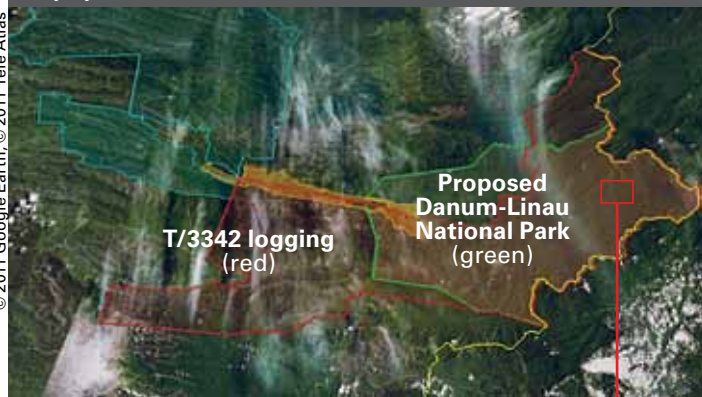 © 2011 Google Earth, © 2011 Tele Atlas
Proposed
Danum-Linau
National Park
(green)
T/3342 logging
(red)